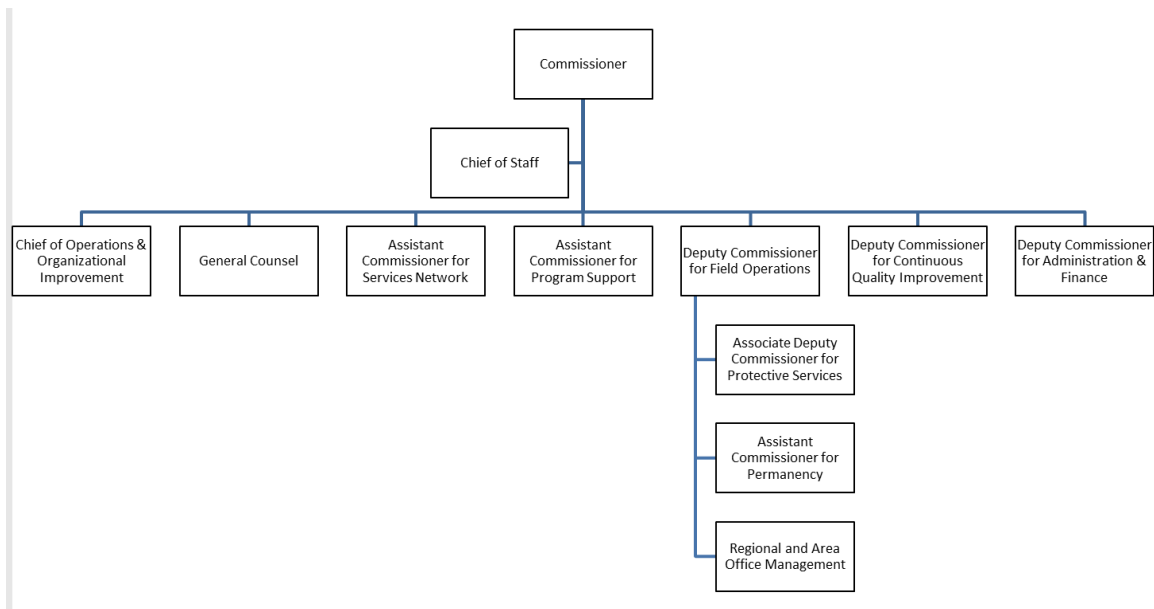 Commissioner
Chief of Staff
Chief of Operations &
Organizational
Improvement
General Counsel
Assistant
Commissioner for
Services Network
Assistant
Commissioner for
Program Support
Deputy Commissioner
for Field Operations
Deputy Commissioner
for Continuous
Quality Improvement
Deputy Commissioner
for Administration &
Finance
Associate Deputy
Commissioner for
Protective Services
Assistant
Commissioner for
Permanency
Regional and Area
Office Management